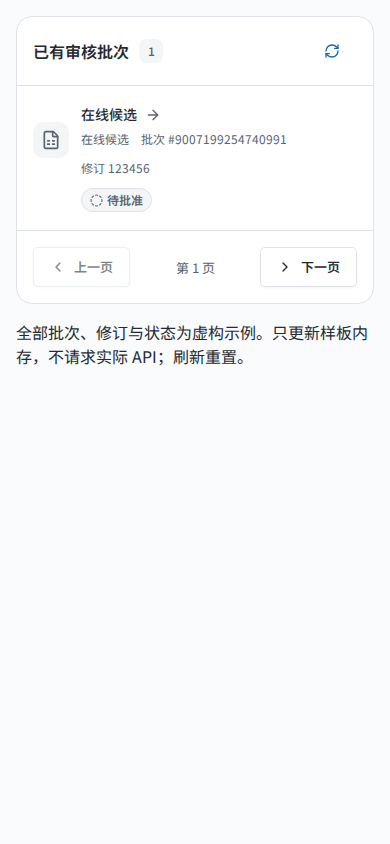 已有审核批次 1
在线候选
在线候选 批次 #9007199254740991
修订 123456
待批准
上一页 第 1 页 下一页
全部批次、修订与状态为虚构示例。只更新样板内
存，不请求实际 API；刷新重置。